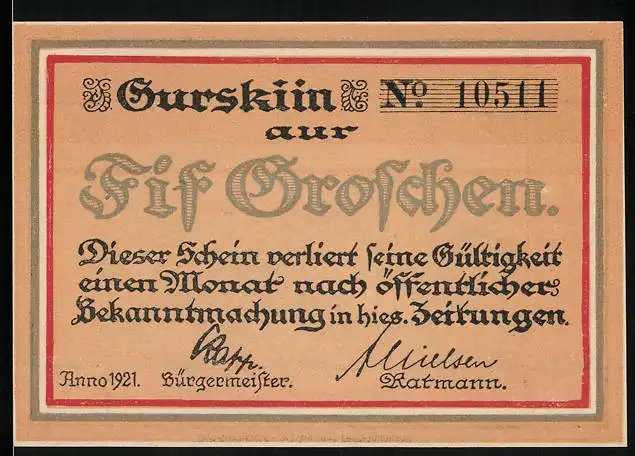 Gurskiin № 10511
aur
Fif Groschen.
Dieser Schein verliert seine Gültigkeit
einen Monat nach öffentlicher
Bekanntmachung in hies. Zeitungen.
Rapp. A Nielsen
Anno 1921. Bürgermeister. Ratmann.